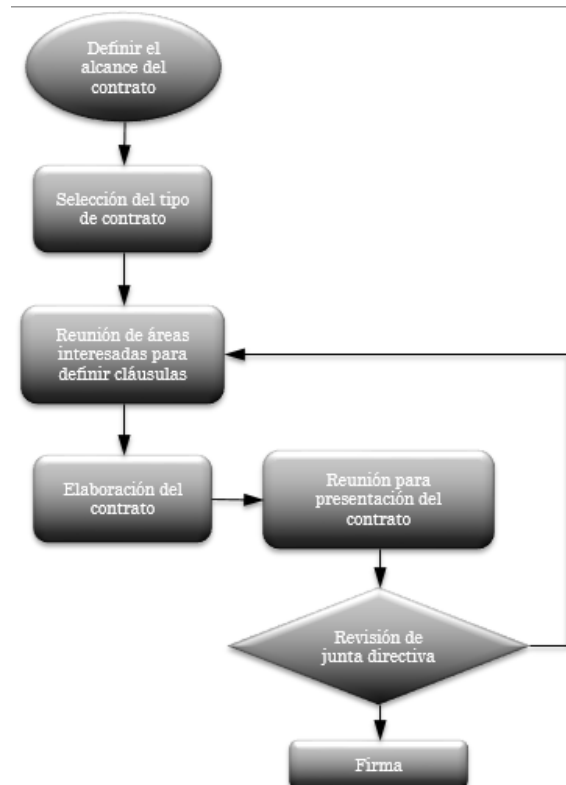 Definir el
alcance del
contrato
Selección del tipo
de contrato
Reunión de áreas
interesadas para
definir cláusulas
Elaboración del
contrato
Reunión para
presentación del
contrato
Revisión de
junta directiva
Firma